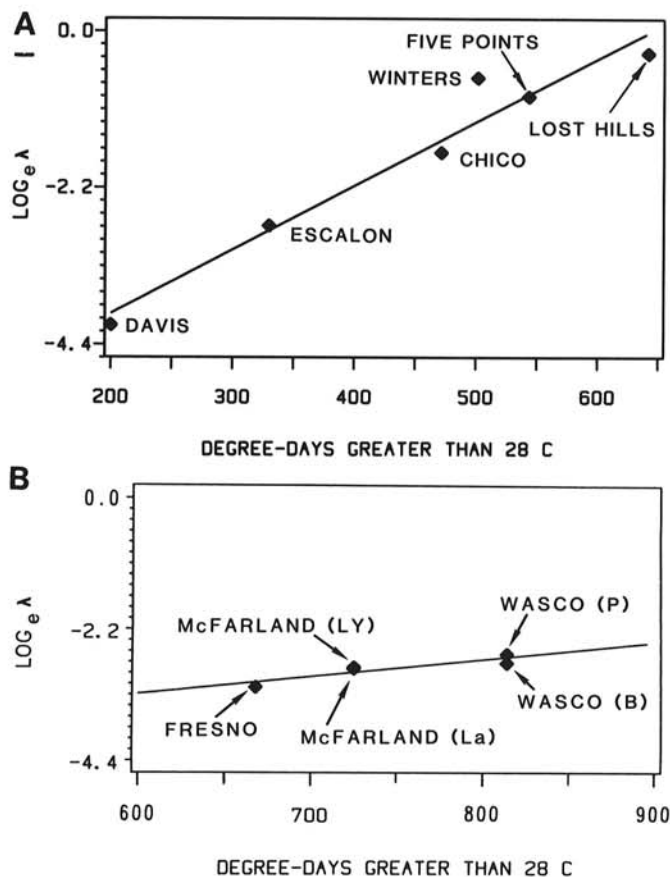 A
0.0
-2.2
-4.4
LOGe λ
FIVE POINTS
WINTERS
LOST HILLS
CHICO
ESCALON
DAVIS
200 300 400 500 600
DEGREE-DAYS GREATER THAN 28 C
B
0.0
-2.2
-4.4
LOGe λ
WASCO (P)
McFARLAND (LY)
WASCO (B)
FRESNO
McFARLAND (La)
600 700 800 900
DEGREE-DAYS GREATER THAN 28 C